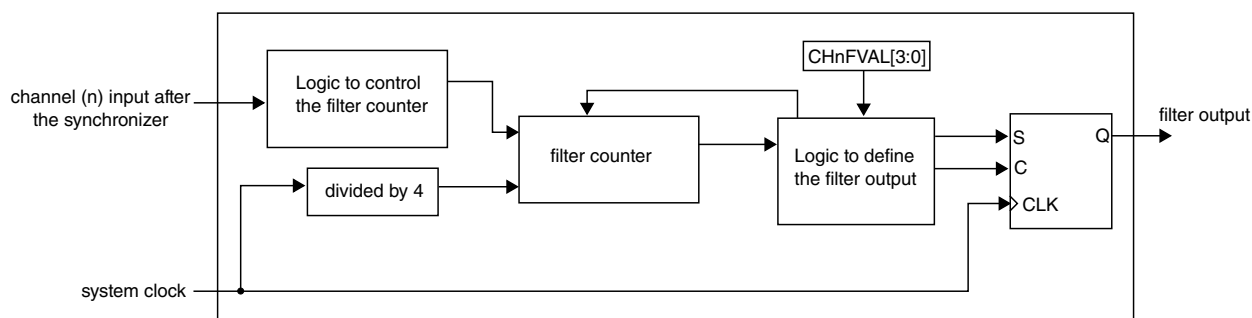 CHnFVAL[3:0]
Logic to control
the filter counter
channel (n) input after
the synchronizer
filter output
filter counter
Logic to define
the filter output
S
Q
C
CLK
divided by 4
system clock